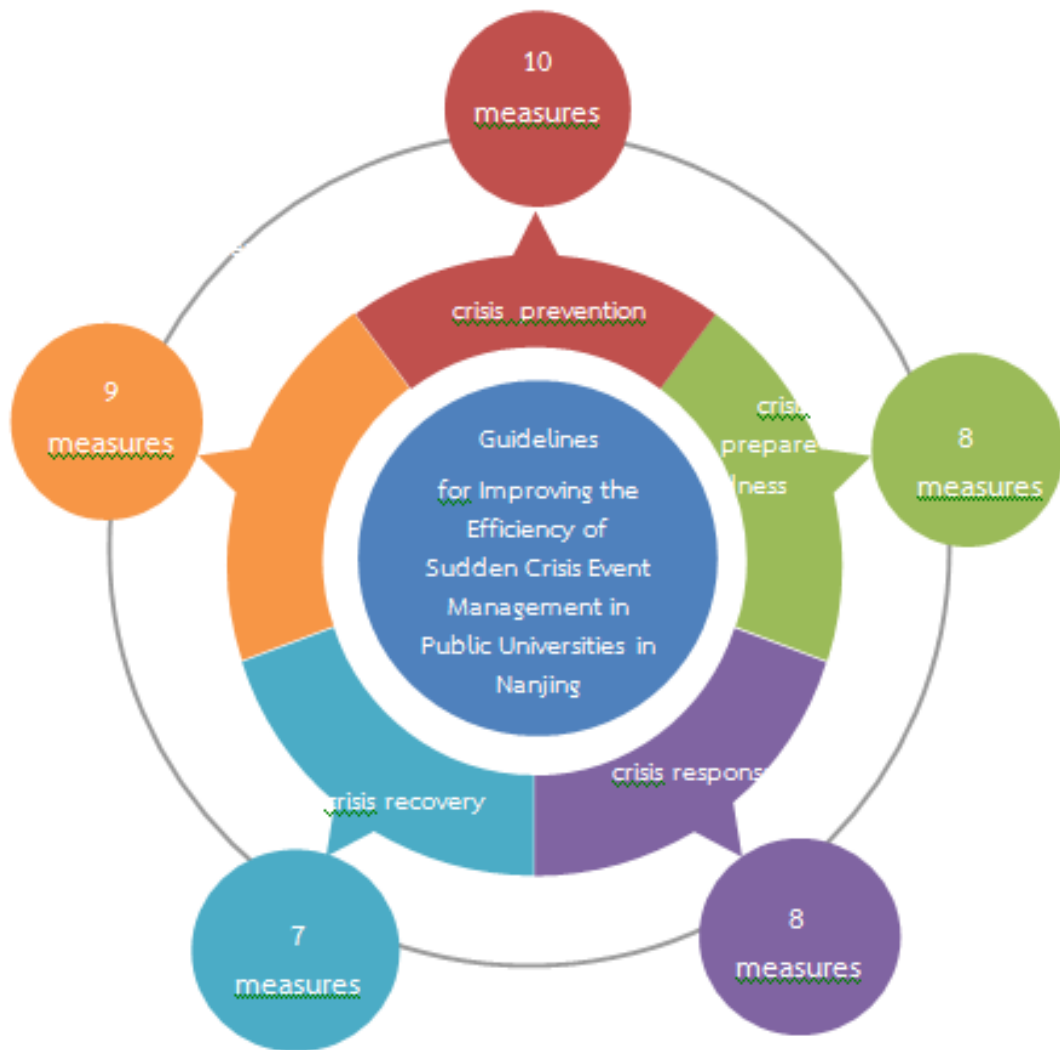 10
measures
crisis prevention
9
measures
crisis
prepare
dness
8
measures
Guidelines
for Improving the
Efficiency of
Sudden Crisis Event
Management in
Public Universities in
Nanjing
crisis respons
crisis recovery
7
measures
8
measures